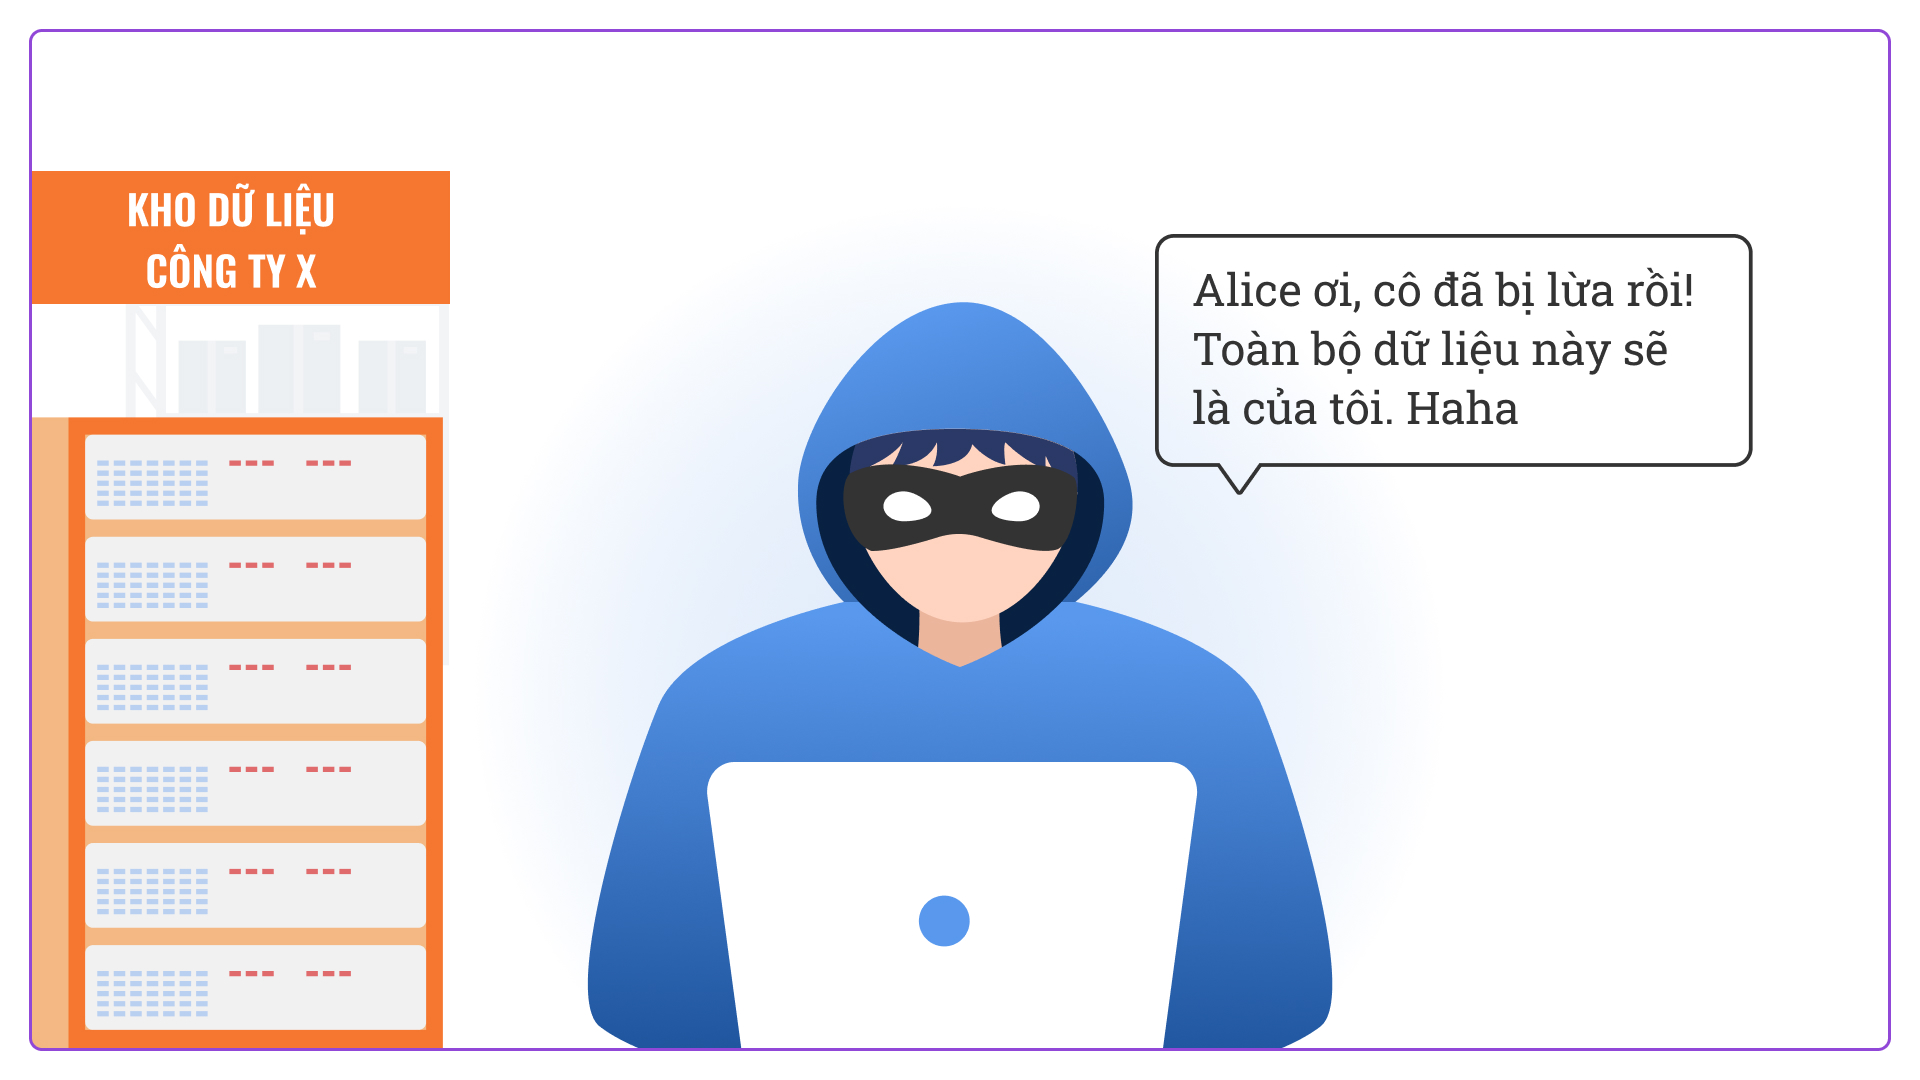 KHO DỮ LIỆU
CÔNG TY X
Alice ơi, cô đã bị lừa rồi!
Toàn bộ dữ liệu này sẽ
là của tôi. Haha